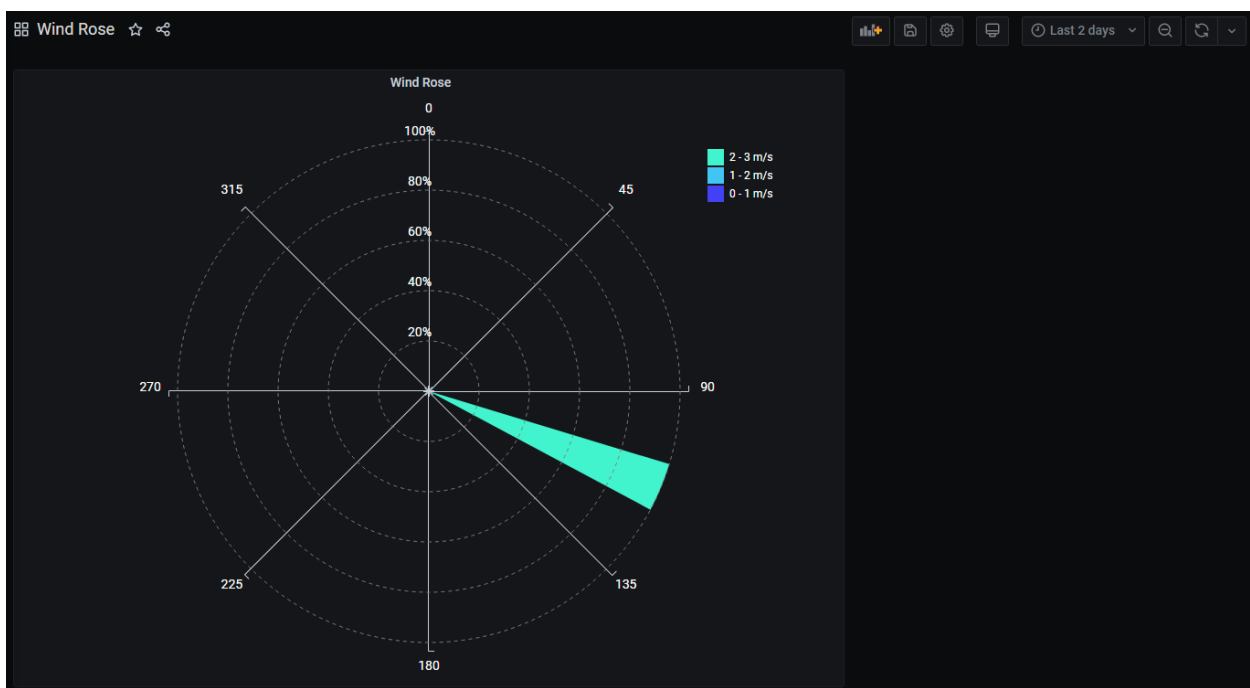 Wind Rose
Last 2 days
Wind Rose
0
100%
2 - 3 m/s
1 - 2 m/s
80%
315
45
0 - 1 m/s
60%
40%
20%
270
90
225
135
180